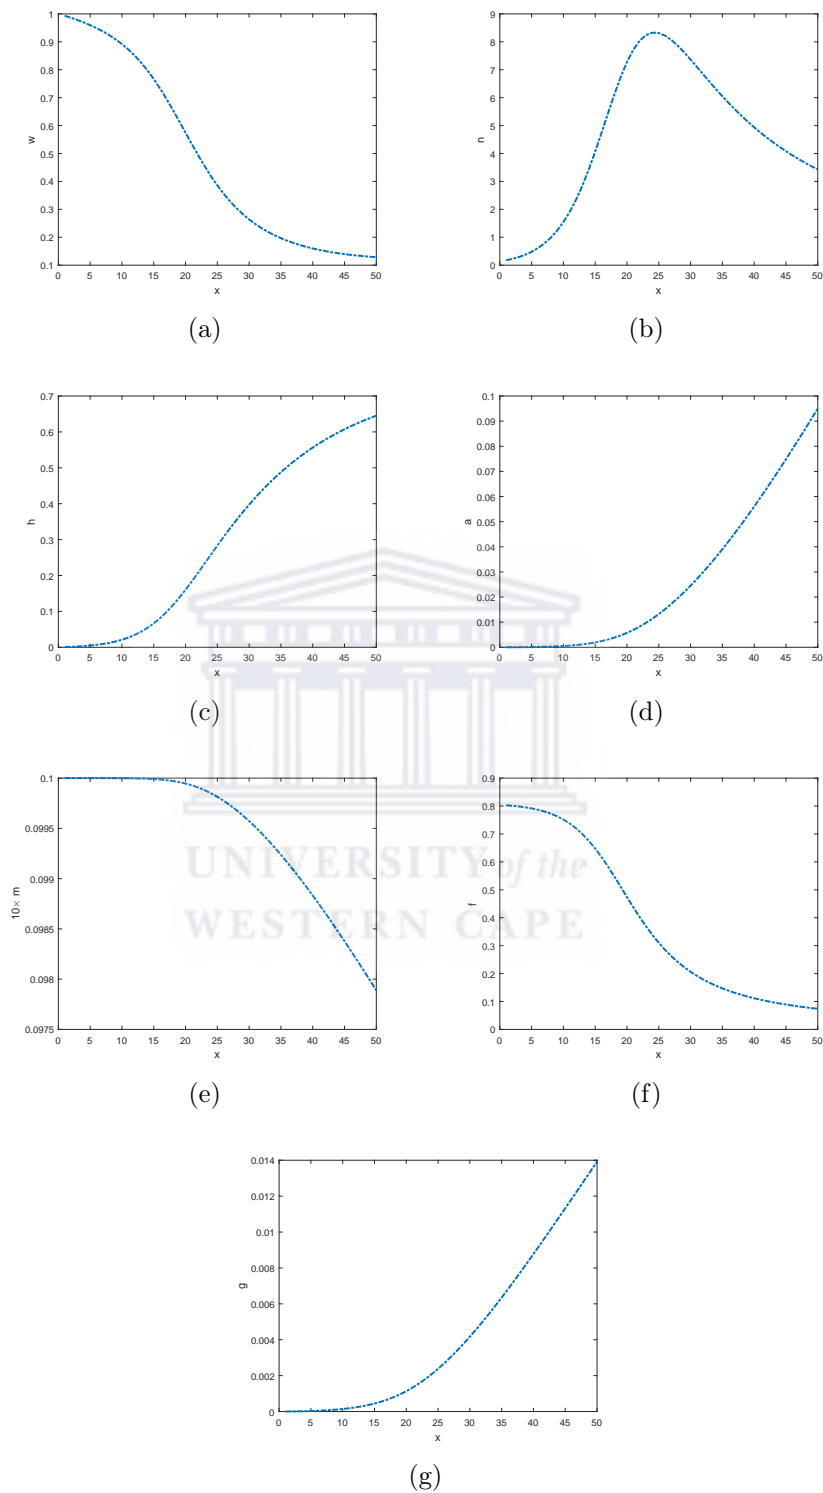 1
0.9
0.8
0.7
0.6
0.5
0.4
0.3
0.2
0.1
w
0 5 10 15 20 25 30 35 40 45 50
x
(a)
9
8
7
6
5
4
3
2
1
0
n
0 5 10 15 20 25 30 35 40 45 50
x
(b)
0.7
0.6
0.5
0.4
0.3
0.2
0.1
0
h
0 5 10 15 20 25 30 35 40 45 50
x
(c)
0.1
0.09
0.08
0.07
0.06
0.05
0.04
0.03
0.02
0.01
0
a
0 5 10 15 20 25 30 35 40 45 50
x
(d)
0.1
0.0995
0.099
0.0985
0.098
0.0975
10× m
0 5 10 15 20 25 30 35 40 45 50
x
(e)
0.9
0.8
0.7
0.6
0.5
0.4
0.3
0.2
0.1
0
f
0 5 10 15 20 25 30 35 40 45 50
x
(f)
UNIVERSITY of the
WESTERN CAPE
0.014
0.012
0.01
0.008
0.006
0.004
0.002
0
g
0 5 10 15 20 25 30 35 40 45 50
x
(g)